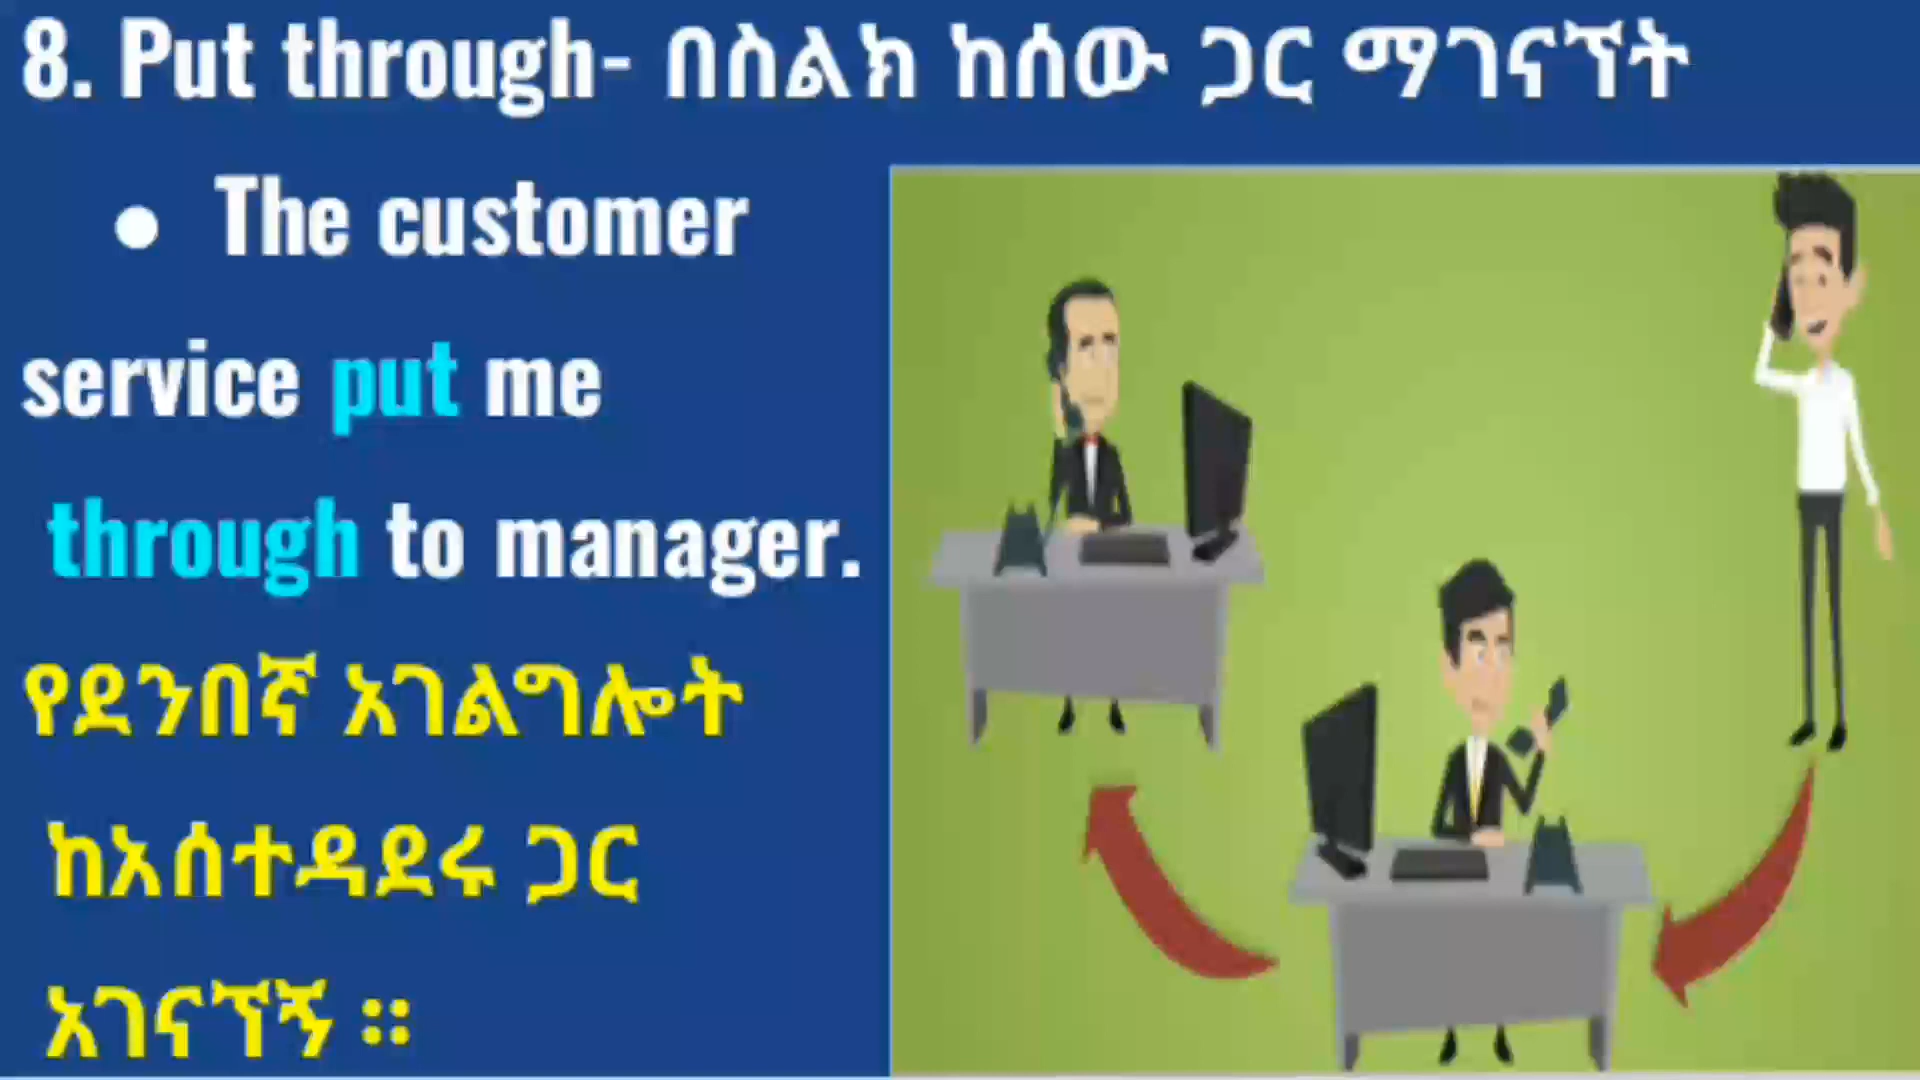 8. Put through- በስልክ ከሰው ጋር ማገናኘት
● The customer
service put me
through to manager.
የደንበኛ አገልግሎት
ከአሰተዳደሩ ጋር
አገናኘኝ ።